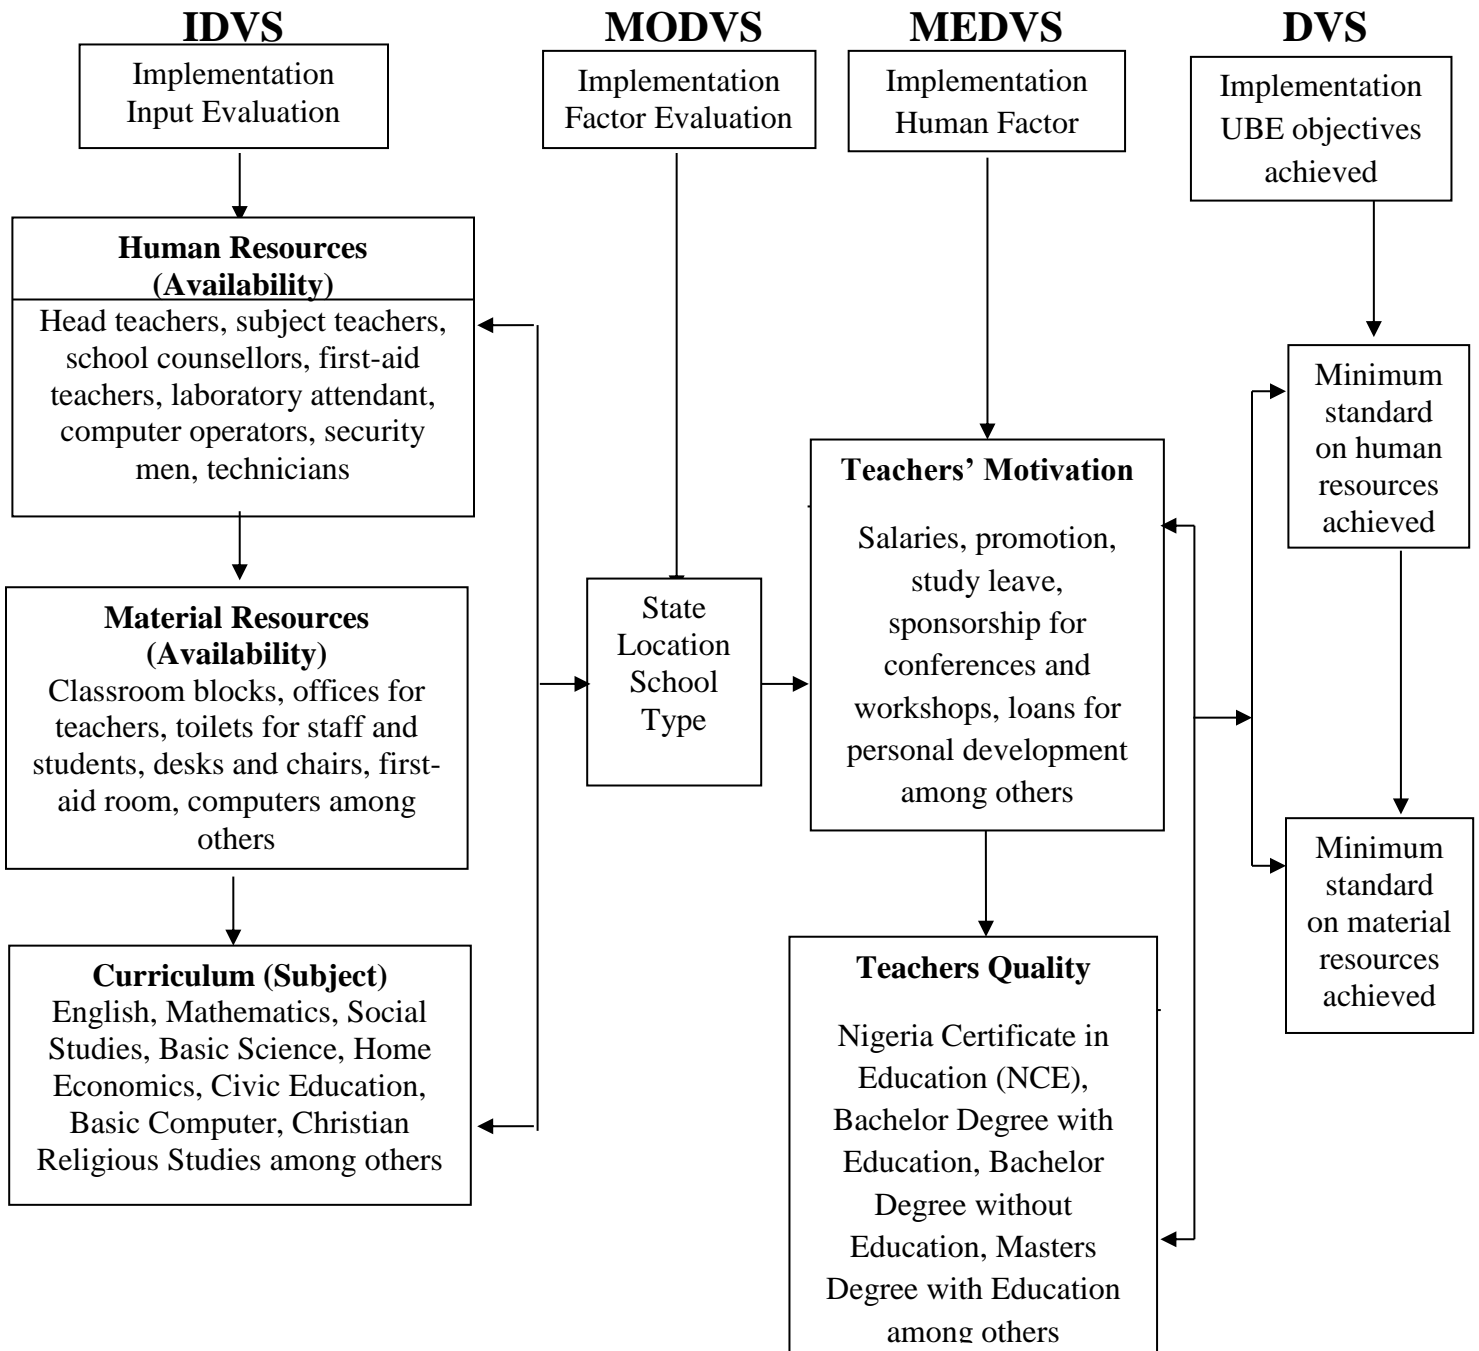 IDVS
Implementation
Input Evaluation
Human Resources
(Availability)
Head teachers, subject teachers,
school counsellors, first-aid
teachers, laboratory attendant,
computer operators, security
men, technicians
Material Resources
(Availability)
Classroom blocks, offices for
teachers, toilets for staff and
students, desks and chairs, first-
aid room, computers among
others
Curriculum (Subject)
English, Mathematics, Social
Studies, Basic Science, Home
Economics, Civic Education,
Basic Computer, Christian
Religious Studies among others
MODVS
Implementation
Factor Evaluation
State
Location
School
Type
MEDVS
Implementation
Human Factor
Teachers’ Motivation
Salaries, promotion,
study leave,
sponsorship for
conferences and
workshops, loans for
personal development
among others
Teachers Quality
Nigeria Certificate in
Education (NCE),
Bachelor Degree with
Education, Bachelor
Degree without
Education, Masters
Degree with Education
among others
DVS
Implementation
UBE objectives
achieved
Minimum
standard
on human
resources
achieved
Minimum
standard
on material
resources
achieved